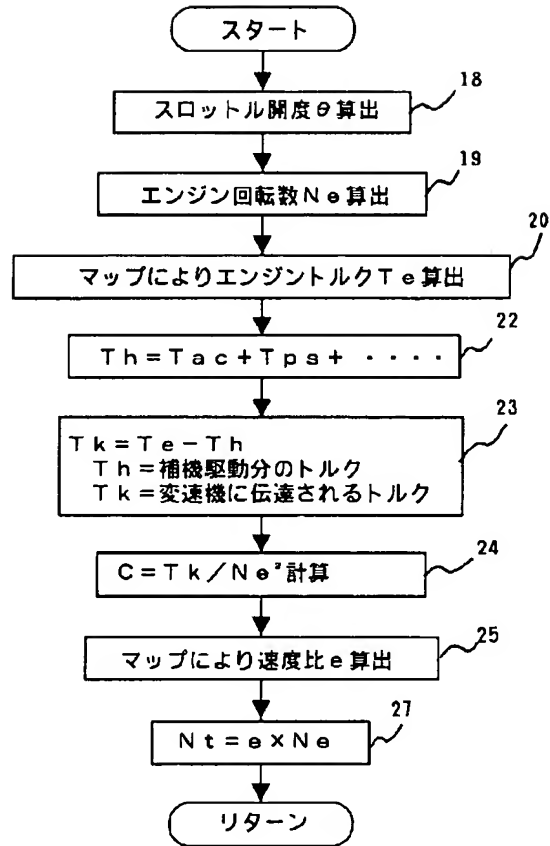 スタート
18
スロットル開度θ算出
19
エンジン回転数Ne算出
20
マップによりエンジントルクTe算出
22
Th=Tac+Tps+ ････
23
Tk=Te-Th
Th=補機駆動分のトルク
Tk=変速機に伝達されるトルク
24
C=Tk/Ne²計算
25
マップにより速度比e算出
27
Nt=e×Ne
リターン